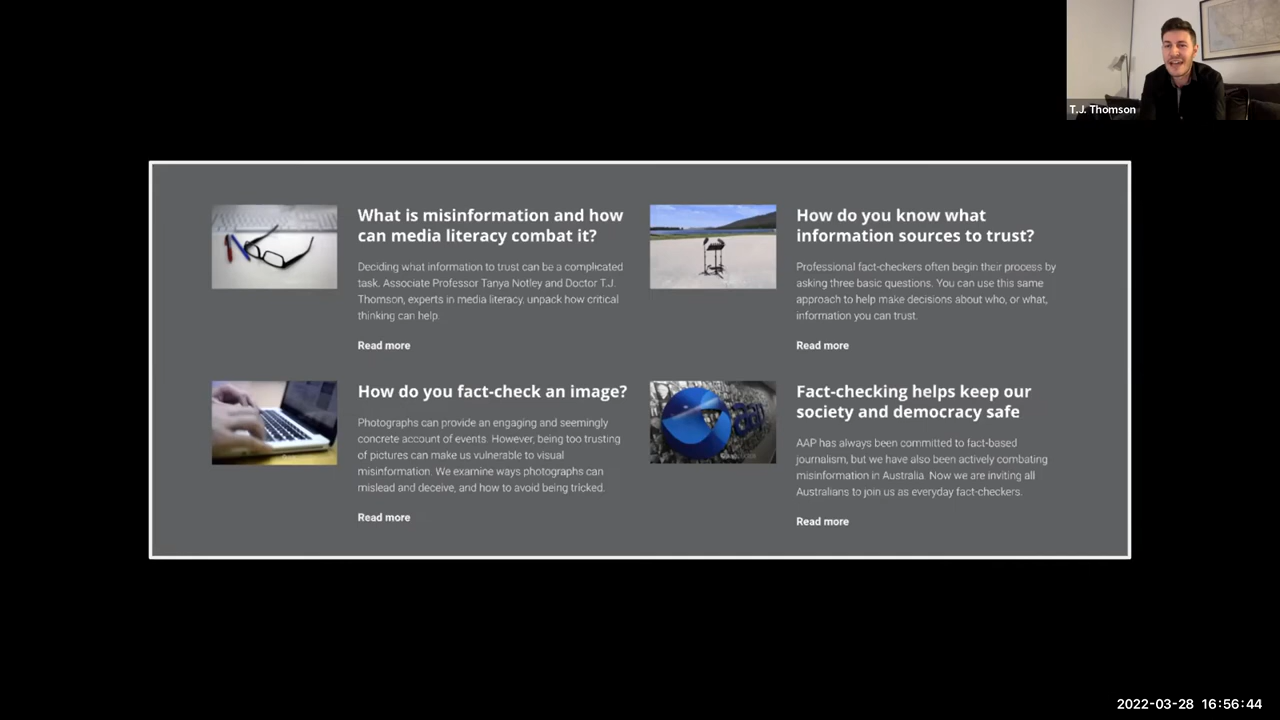 T.J. Thomson
What is misinformation and how
can media literacy combat it?
Deciding what information to trust can be a complicated
task. Associate Professor Tanya Notley and Doctor T.J.
Thomson, experts in media literacy, unpack how critical
thinking can help.
Read more
How do you know what
information sources to trust?
Professional fact-checkers often begin their process by
asking three basic questions. You can use this same
approach to help make decisions about who, or what,
information you can trust.
Read more
How do you fact-check an image?
Photographs can provide an engaging and seemingly
concrete account of events. However, being too trusting
of pictures can make us vulnerable to visual
misinformation. We examine ways photographs can
mislead and deceive, and how to avoid being tricked.
Read more
Fact-checking helps keep our
society and democracy safe
AAP has always been committed to fact-based
journalism, but we have also been actively combating
misinformation in Australia. Now we are inviting all
Australians to join us as everyday fact-checkers.
Read more
2022-03-28 16:56:44